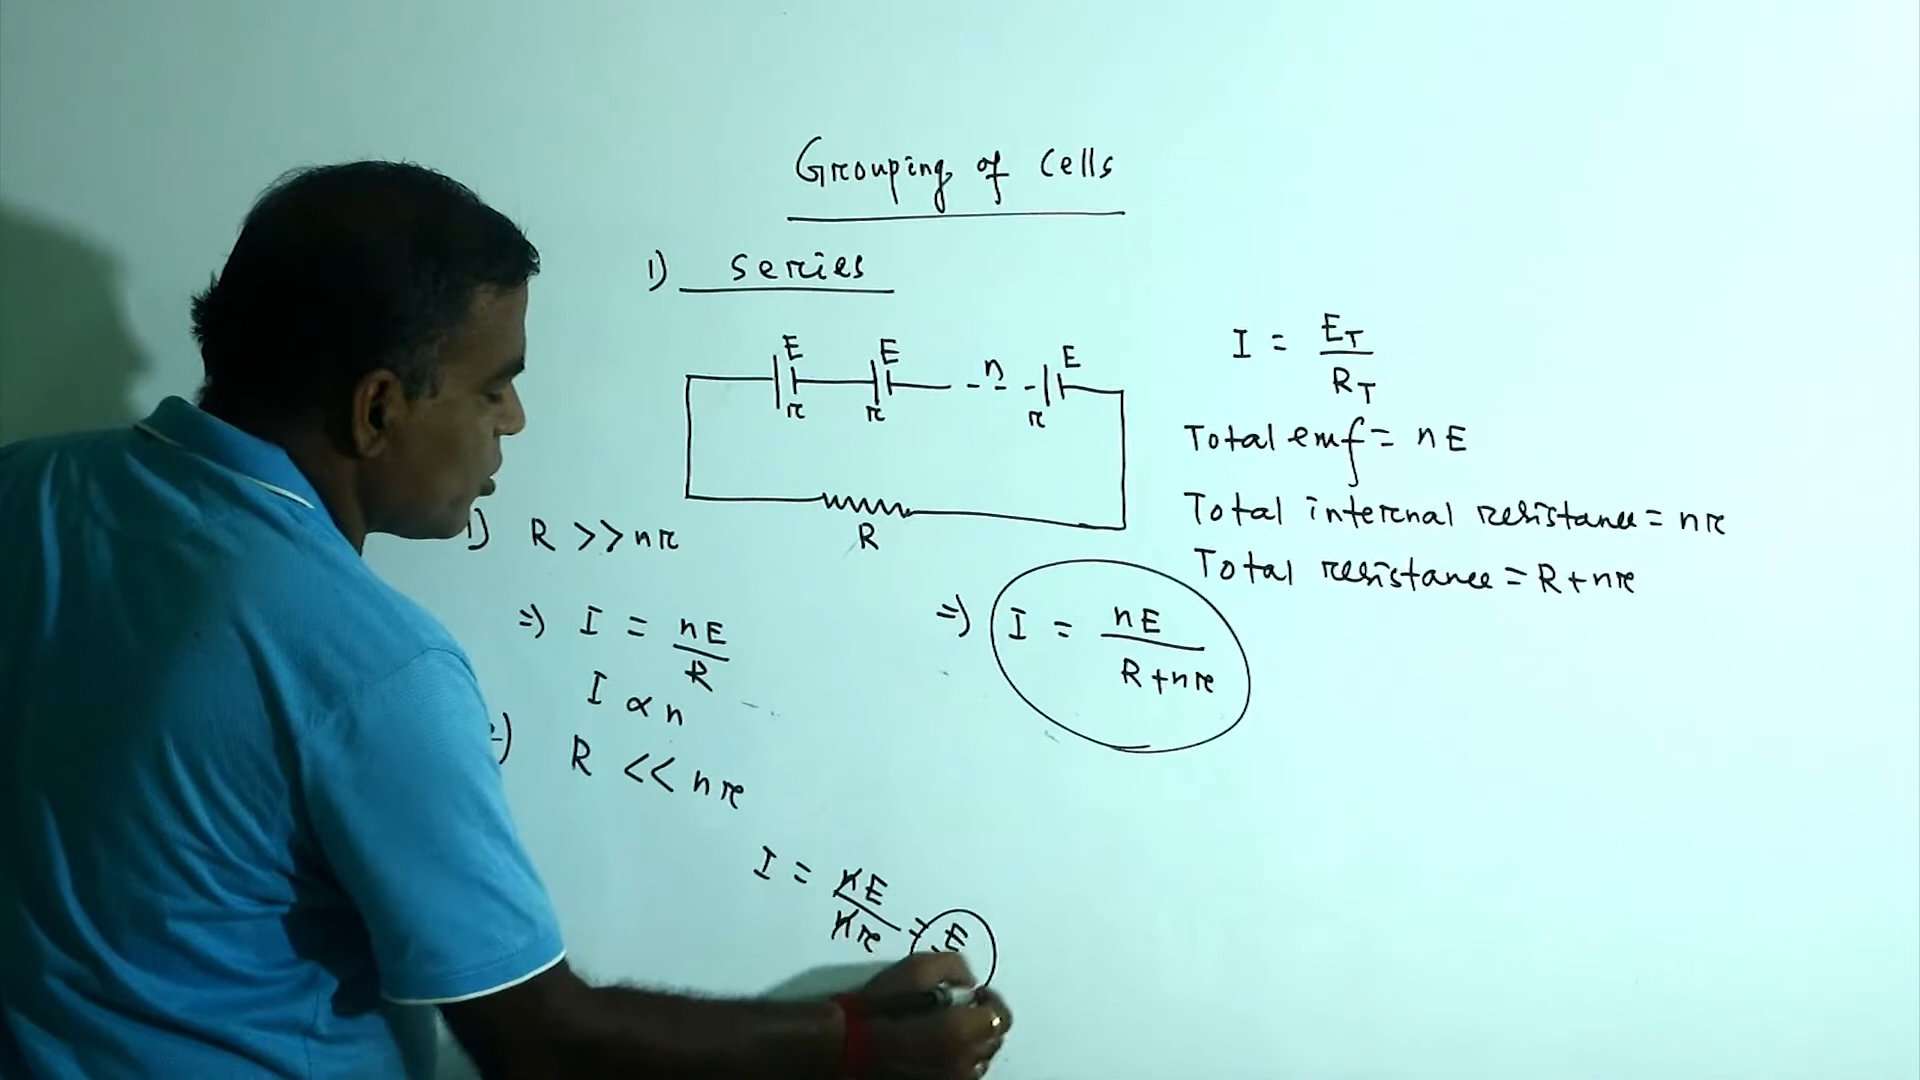 Grouping of cells
1) series
E E n E
r r r
R
I = E_T / R_T
Total emf = nE
Total internal resistance = nr
Total resistance = R + nr
=> I = nE / R + nr
1) R >> nr
=> I = nE / R
I ∝ n
2) R << nr
I = nE / nr = E